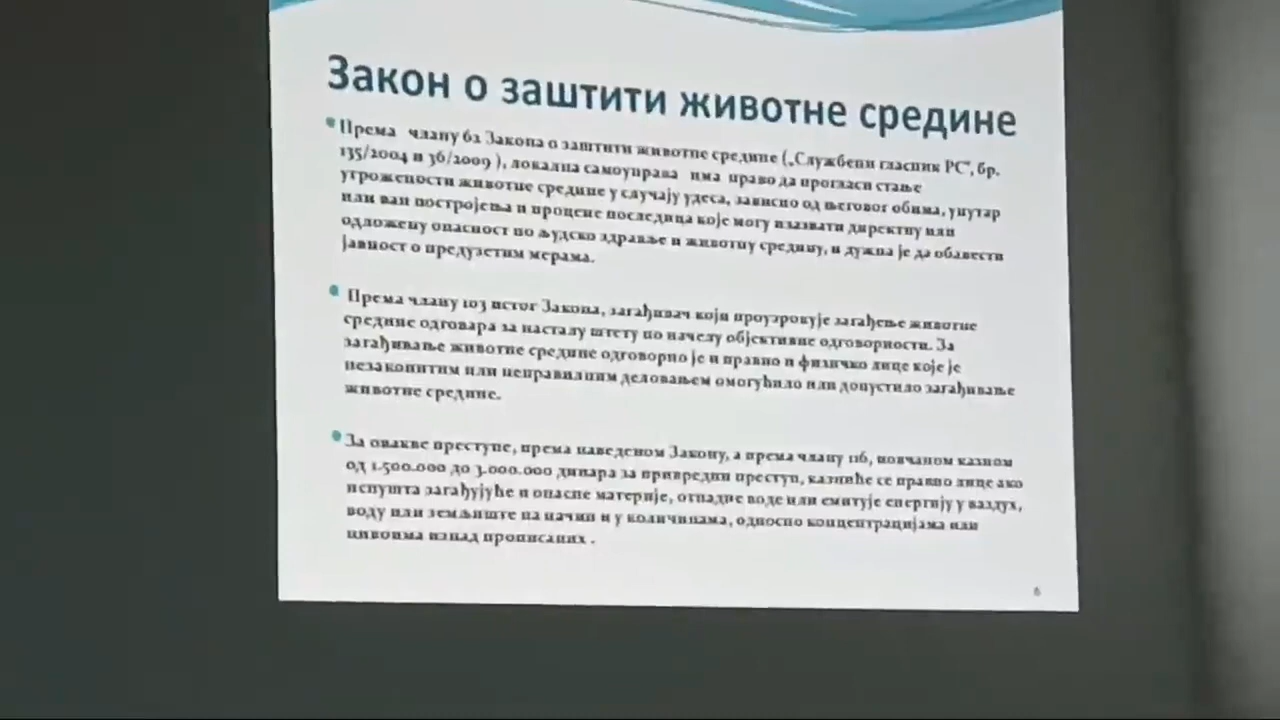 Закон о заштити животне средине
Према члану 62 Закона о заштити животне средине („Службени гласник РС", бр.
135/2004 и 36/2009 ), локална самоуправа има право да прогласи стање
угрожености животне средине у случају удеса, зависно од његовог обима, унутар
или ван постројења и процене последица које могу изазвати директну или
одложену опасност по људско здравље и животну средину, и дужна је да обавести
јавност о предузетим мерама.
Према члану 103 истог Закона, загађивач који проузрокује загађење животне
средине одговара за насталу штету по начелу објективне одговорности. За
загађивање животне средине одговорно је и правно и физичко лице које је
незаконитим или неправилним деловањем омогућило или допустило загађивање
животне средине.
За овакве преступе, према наведеном Закону, а према члану 116, новчаном казном
од 1.500.000 до 3.000.000 динара за привредни преступ, казниће се правно лице ако
испушта загађујуће и опасне материје, отпадне воде или емитује енергију у ваздух,
воду или земљиште на начин и у количинама, односно концентрацијама или
нивоима изнад прописаних .
6